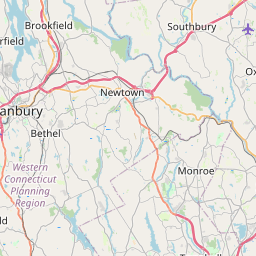 Brookfield
Southbury
rfield
Ox
Newtown
anbury
Bethel
Monroe
Western
Connecticut
Planning
Region
ld